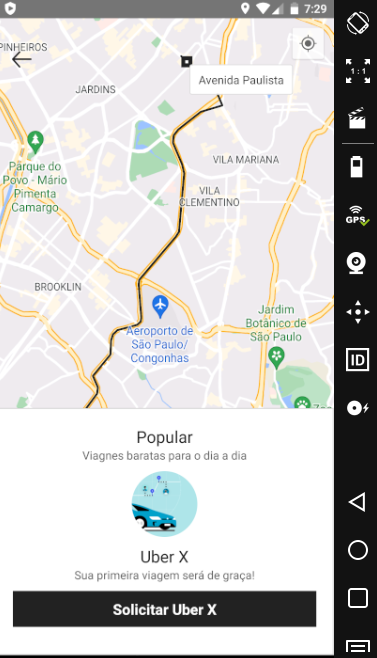 7:29
PINHEIROS
1:1
Avenida Paulista
JARDINS
Parque do
Povo - Mário
Pimenta
Camargo
VILA MARIANA
VILA
CLEMENTINO
GPS
BROOKLIN
Aeroporto de
São Paulo/
Congonhas
Jardim
Botânico de
São Paulo
ID
Zoo
Popular
Viagnes baratas para o dia a dia
Uber X
Sua primeira viagem será de graça!
Solicitar Uber X